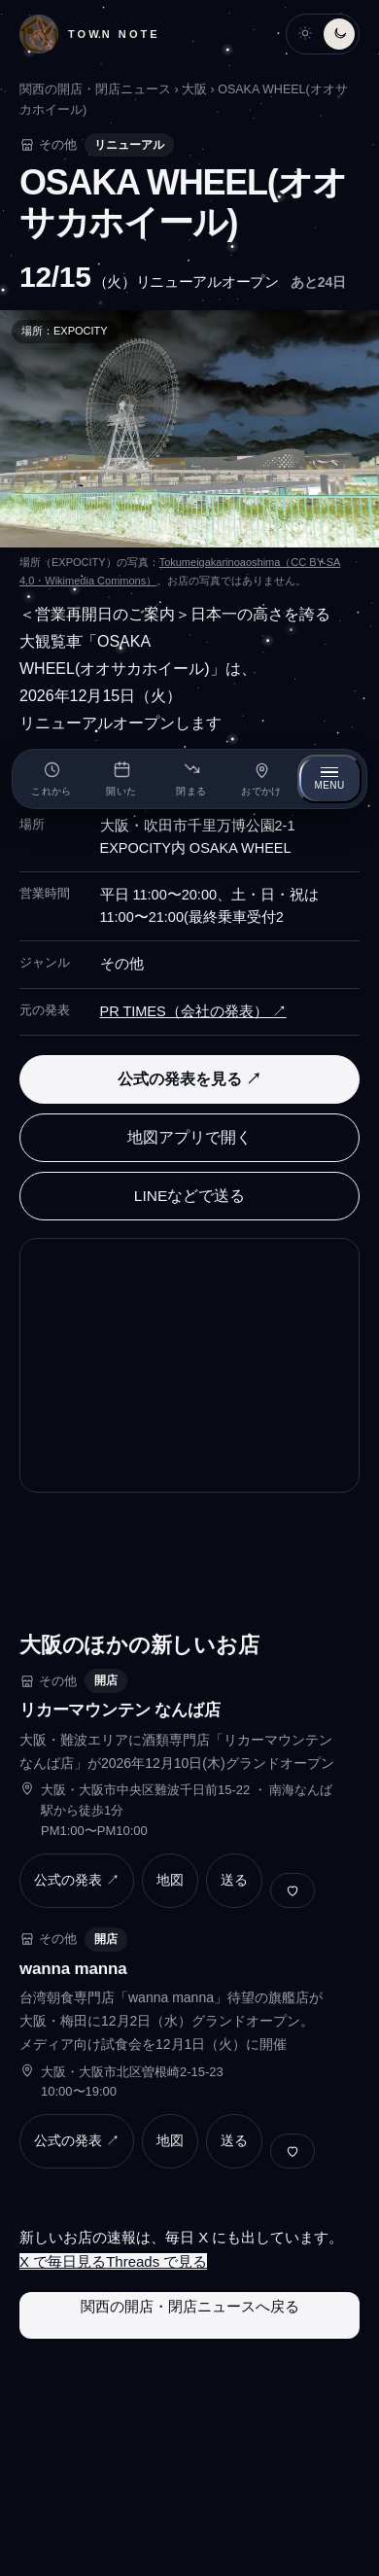 TOWN NOTE
関西の開店・閉店ニュース › 大阪 › OSAKA WHEEL(オオサ
カホイール)
その他 リニューアル
OSAKA WHEEL(オオ
サカホイール)
12/15（火）リニューアルオープン あと24日
場所：EXPOCITY
場所（EXPOCITY）の写真：Tokumeigakarinoaoshima（CC BY-SA
4.0・Wikimedia Commons）。お店の写真ではありません。
＜営業再開日のご案内＞日本一の高さを誇る
大観覧車「OSAKA
WHEEL(オオサカホイール)」は、
2026年12月15日（火）
リニューアルオープンします
これから 開いた 閉まる おでかけ MENU
場所 大阪・吹田市千里万博公園2-1
EXPOCITY内 OSAKA WHEEL
営業時間 平日 11:00〜20:00、土・日・祝は
11:00〜21:00(最終乗車受付2
ジャンル その他
元の発表 PR TIMES（会社の発表） ↗
公式の発表を見る ↗
地図アプリで開く
LINEなどで送る
大阪のほかの新しいお店
その他 開店
リカーマウンテン なんば店
大阪・難波エリアに酒類専門店「リカーマウンテン
なんば店」が2026年12月10日(木)グランドオープン
大阪・大阪市中央区難波千日前15-22 ・ 南海なんば
駅から徒歩1分
PM1:00〜PM10:00
公式の発表 ↗ 地図 送る
その他 開店
wanna manna
台湾朝食専門店「wanna manna」待望の旗艦店が
大阪・梅田に12月2日（水）グランドオープン。
メディア向け試食会を12月1日（火）に開催
大阪・大阪市北区曽根崎2-15-23
10:00〜19:00
公式の発表 ↗ 地図 送る
新しいお店の速報は、毎日 X にも出しています。
X で毎日見るThreads で見る
関西の開店・閉店ニュースへ戻る